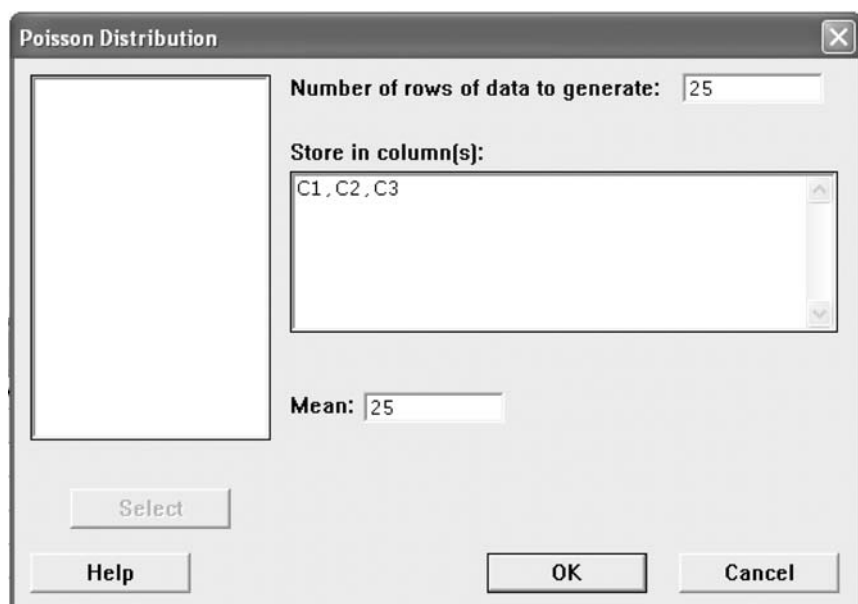 Poisson Distribution
Number of rows of data to generate: 25
Store in column(s):
C1,C2,C3
Mean: 25
Select
Help OK Cancel